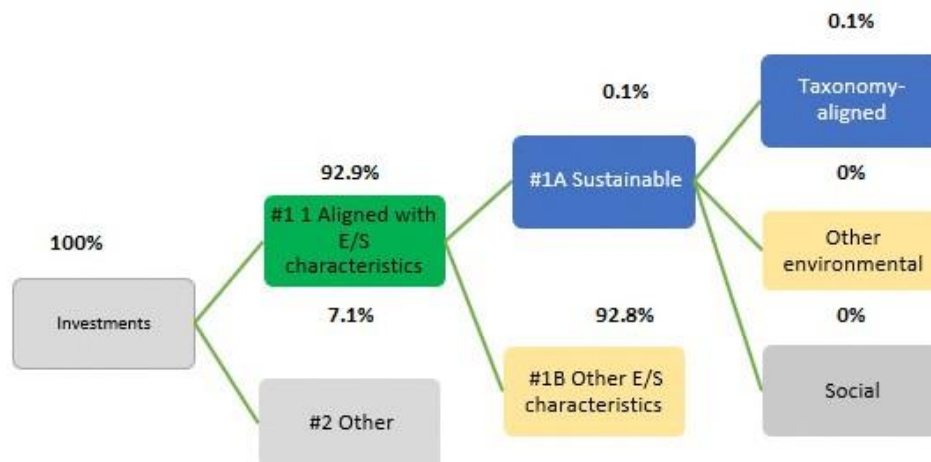 0.1%
Taxonomy-
aligned
0.1%
#1A Sustainable
92.9%
#1 1 Aligned with
E/S
characteristics
0%
Other
environmental
100%
Investments
7.1%
#2 Other
92.8%
#1B Other E/S
characteristics
0%
Social